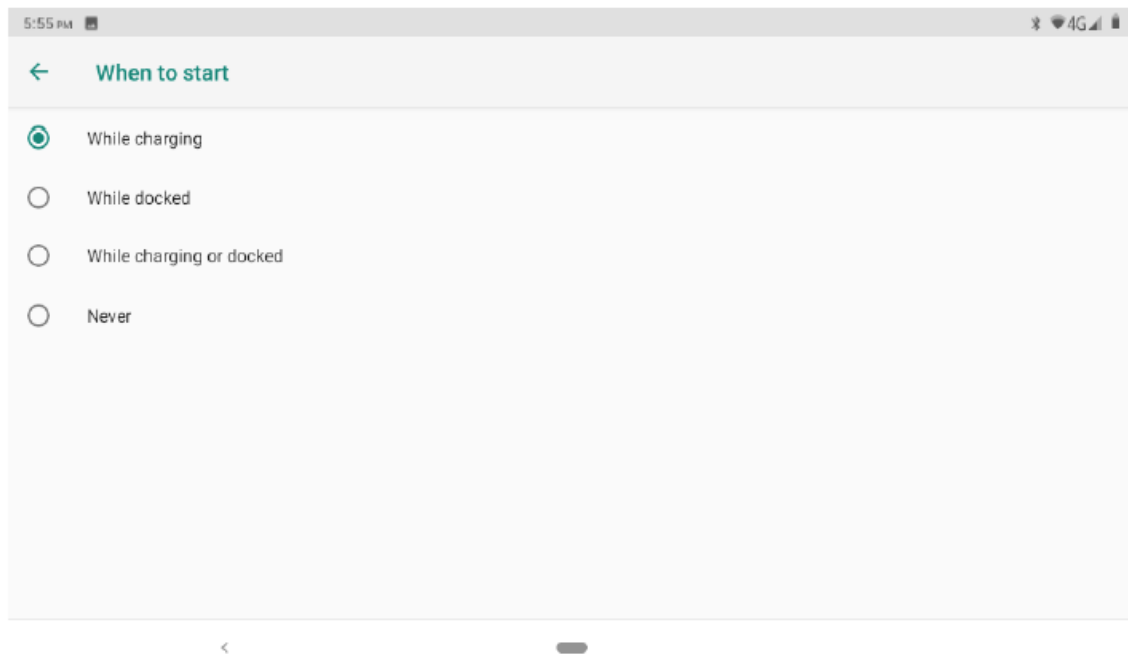 5:55 PM 4G
When to start
While charging
While docked
While charging or docked
Never